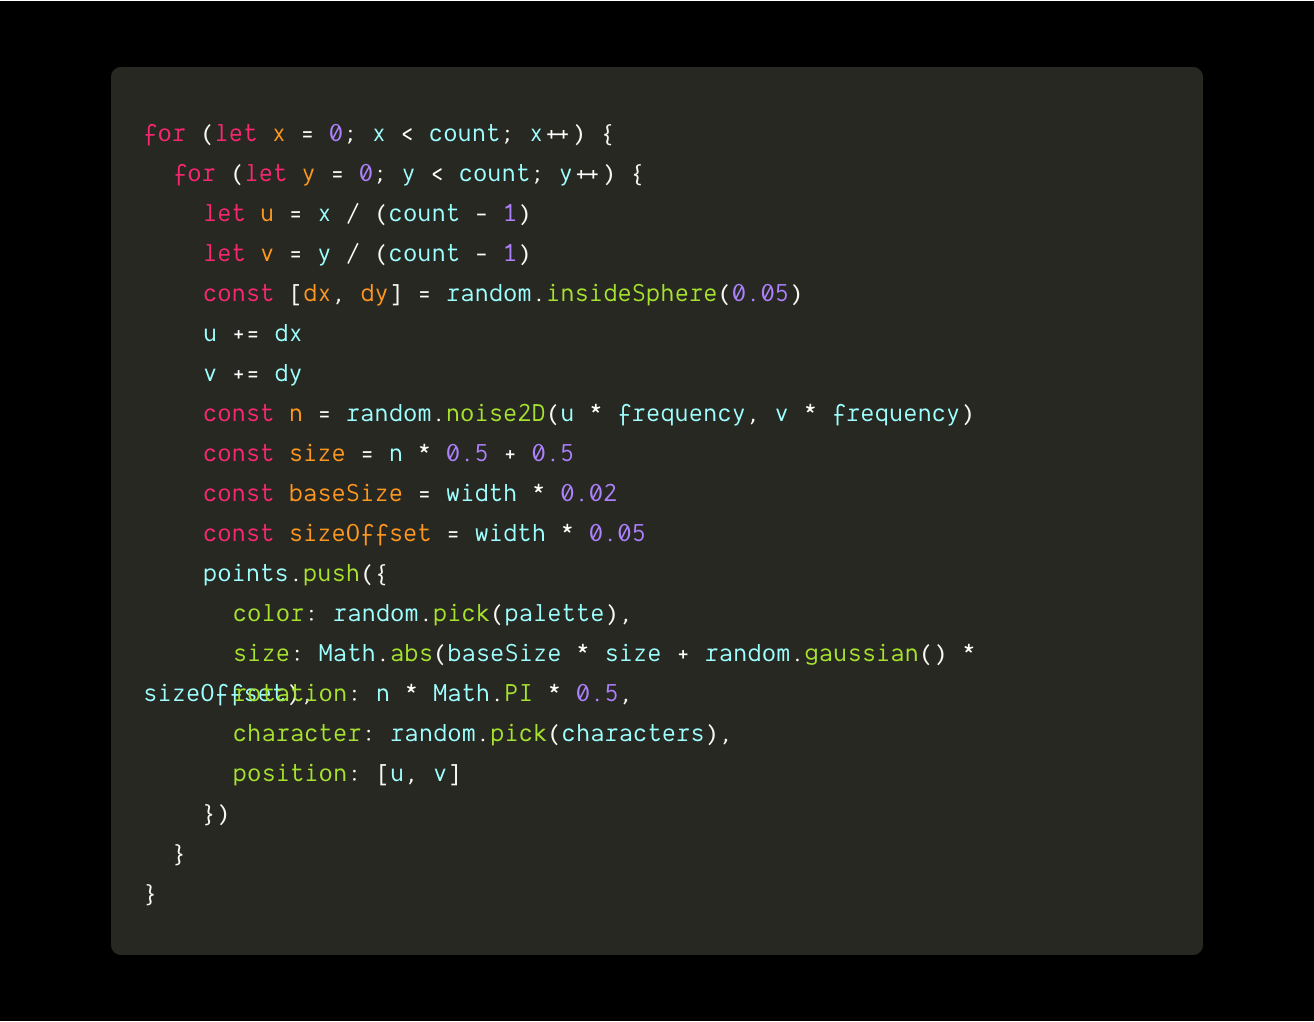 for (let x = 0; x < count; x++) {
  for (let y = 0; y < count; y++) {
    let u = x / (count - 1)
    let v = y / (count - 1)
    const [dx, dy] = random.insideSphere(0.05)
    u += dx
    v += dy
    const n = random.noise2D(u * frequency, v * frequency)
    const size = n * 0.5 + 0.5
    const baseSize = width * 0.02
    const sizeOffset = width * 0.05
    points.push({
      color: random.pick(palette),
      size: Math.abs(baseSize * size + random.gaussian() *
sizeOffset),
      rotation: n * Math.PI * 0.5,
      character: random.pick(characters),
      position: [u, v]
    })
  }
}